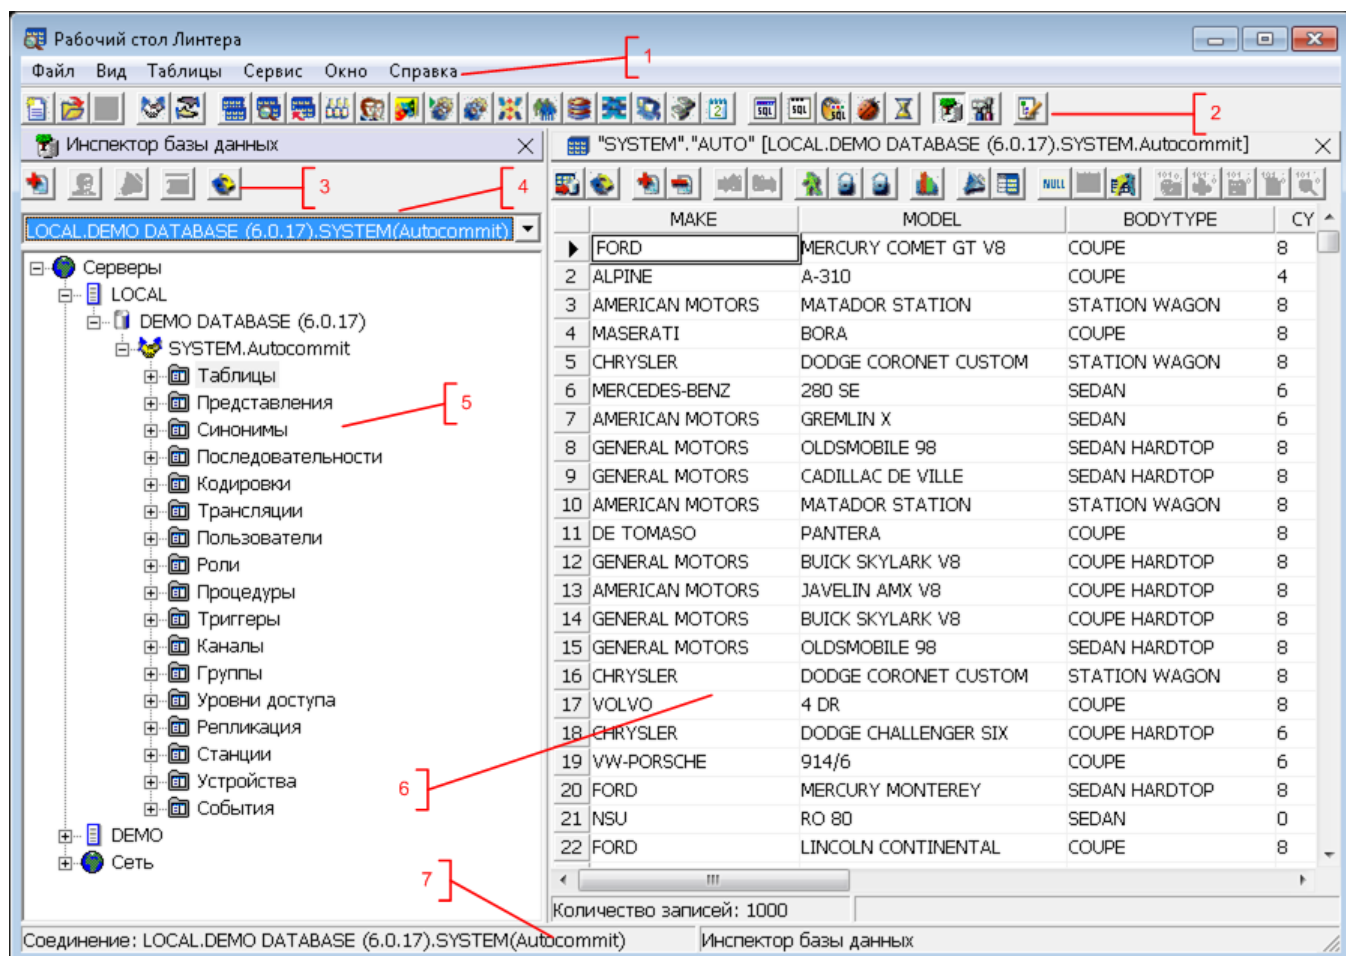 Рабочий стол Линтера
Файл Вид Таблицы Сервис Окно Справка
1
2
Инспектор базы данных
"SYSTEM"."AUTO" [LOCAL.DEMO DATABASE (6.0.17).SYSTEM.Autocommit]
3
4
LOCAL.DEMO DATABASE (6.0.17).SYSTEM(Autocommit)
Серверы
LOCAL
DEMO DATABASE (6.0.17)
SYSTEM.Autocommit
Таблицы
Представления
5
Синонимы
Последовательности
Кодировки
Трансляции
Пользователи
Роли
Процедуры
Триггеры
Каналы
Группы
Уровни доступа
Репликация
Станции
Устройства
6
События
DEMO
Сеть
7
SQL SQL SQL
NULL
MAKE MODEL BODYTYPE CY
FORD MERCURY COMET GT V8 COUPE 8
2 ALPINE A-310 COUPE 4
3 AMERICAN MOTORS MATADOR STATION STATION WAGON 8
4 MASERATI BORA COUPE 8
5 CHRYSLER DODGE CORONET CUSTOM STATION WAGON 8
6 MERCEDES-BENZ 280 SE SEDAN 6
7 AMERICAN MOTORS GREMLIN X SEDAN 6
8 GENERAL MOTORS OLDSMOBILE 98 SEDAN HARDTOP 8
9 GENERAL MOTORS CADILLAC DE VILLE SEDAN HARDTOP 8
10 AMERICAN MOTORS MATADOR STATION STATION WAGON 8
11 DE TOMASO PANTERA COUPE 8
12 GENERAL MOTORS BUICK SKYLARK V8 COUPE HARDTOP 8
13 AMERICAN MOTORS JAVELIN AMX V8 COUPE HARDTOP 8
14 GENERAL MOTORS BUICK SKYLARK V8 COUPE HARDTOP 8
15 GENERAL MOTORS OLDSMOBILE 98 SEDAN HARDTOP 8
16 CHRYSLER DODGE CORONET CUSTOM STATION WAGON 8
17 VOLVO 4 DR COUPE 8
18 CHRYSLER DODGE CHALLENGER SIX COUPE HARDTOP 6
19 VW-PORSCHE 914/6 COUPE 6
20 FORD MERCURY MONTEREY SEDAN HARDTOP 8
21 NSU RO 80 SEDAN 0
22 FORD LINCOLN CONTINENTAL COUPE 8
Количество записей: 1000
Соединение: LOCAL.DEMO DATABASE (6.0.17).SYSTEM(Autocommit) Инспектор базы данных